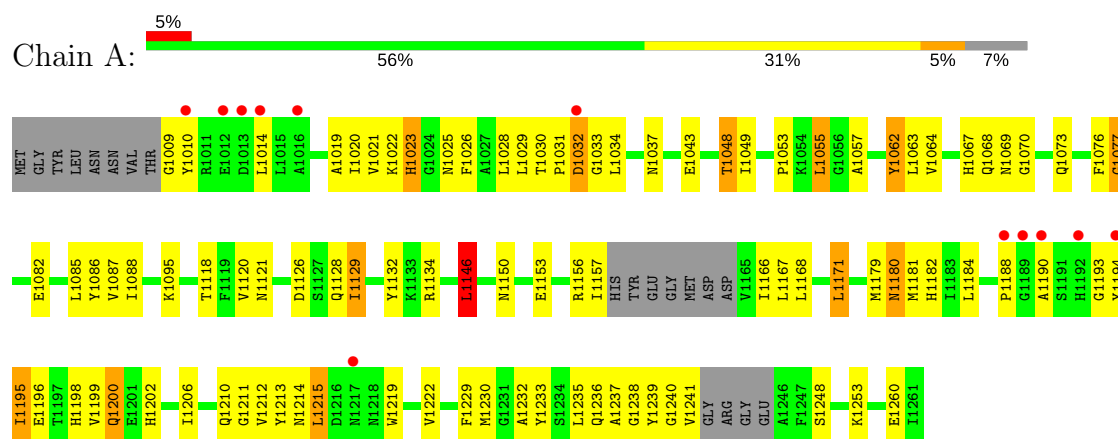 5%
Chain A:
56% 31% 5% 7%
MET GLY TYR LEU ASN ASN VAL THR G1009 Y1010 R1011 E1012 D1013 L1014 L1015 A1016 A1019 I1020 V1021 K1022 H1023 G1024 N1025 F1026 A1027 L1028 L1029 T1030 P1031 D1032 G1033 L1034 N1037 E1043 T1048 I1049 P1053 K1054 L1055 G1056 A1057 Y1062 L1063 V1064 H1067 Q1068 N1069 G1070 Q1073 F1076
E1082 L1085 Y1086 V1087 I1088 K1095 T1118 F1119 V1120 N1121 D1126 S1127 Q1128 I1129 Y1132 K1133 R1134 L1146 N1150 E1153 R1156 I1157 HIS TYR GLU GLY MET ASP ASP V1165 I1166 L1167 L1168 L1171 M1179 N1180 M1181 H1182 I1183 L1184 P1188 G1189 A1190 S1191 H1192 G1193
I1195 E1196 T1197 H1198 V1199 Q1200 E1201 H1202 I1206 Q1210 G1211 V1212 Y1213 N1214 L1215 D1216 N1217 N1218 W1219 V1222 F1229 M1230 G1231 A1232 Y1233 S1234 L1235 Q1236 A1237 G1238 Y1239 G1240 V1241 GLY ARG GLY GLU A1246 F1247 S1248 K1253 E1260 I1261